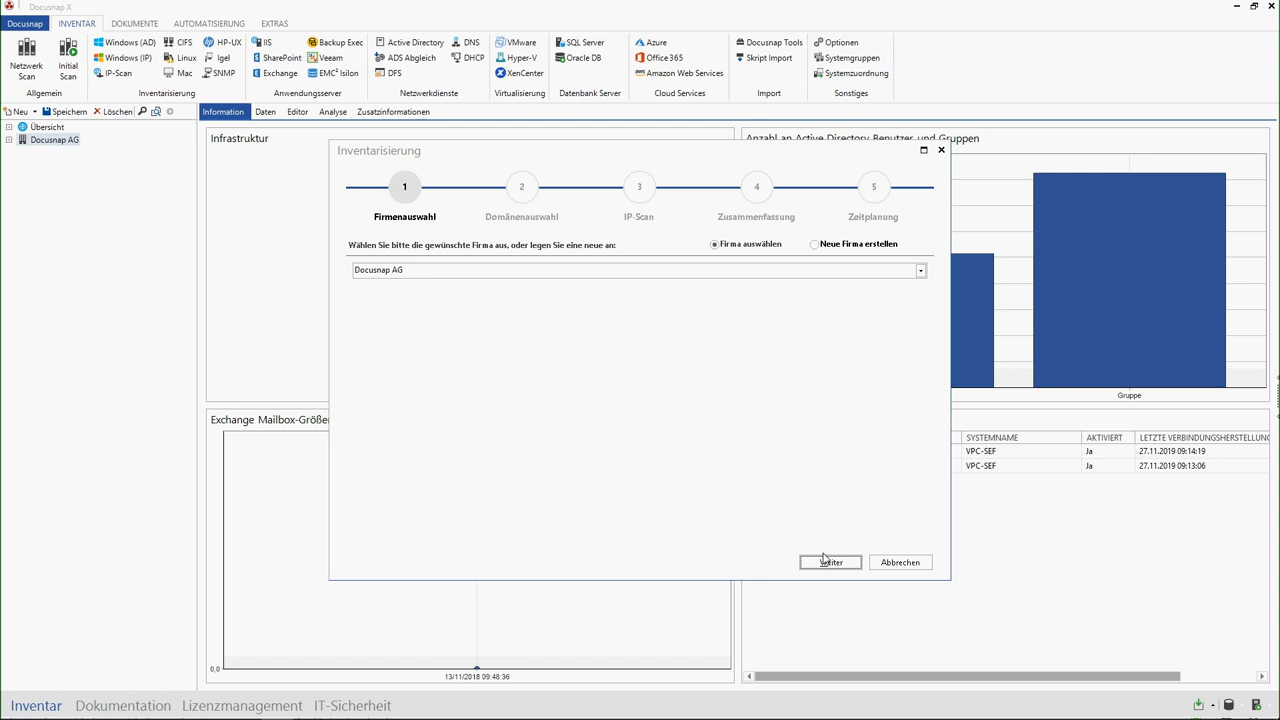 Docusnap X
Docusnap INVENTAR DOKUMENTE AUTOMATISIERUNG EXTRAS
Netzwerk Scan
Initial Scan
Allgemein
Windows (AD) CIFS HP-UX
Windows (IP) Linux Igel
IP-Scan Mac SNMP
Inventarisierung
IIS Backup Exec
SharePoint Veeam
Exchange EMC² Isilon
Anwendungsserver
Active Directory DNS
ADS Abgleich DHCP
DFS
Netzwerkdienste
VMware
Hyper-V
XenCenter
Virtualisierung
SQL Server
Oracle DB
Datenbank Server
Azure
Office 365
Amazon Web Services
Cloud Services
Docusnap Tools
Skript Import
Import
Optionen
Systemgruppen
Systemzuordnung
Sonstiges
Neu Speichern Löschen
Information Daten Editor Analyse Zusatzinformationen
Übersicht
Docusnap AG
Infrastruktur
Anzahl an Active Directory Benutzer und Gruppen
Inventarisierung
1 2 3 4 5
Firmenauswahl Domänenauswahl IP-Scan Zusammenfassung Zeitplanung
Wählen Sie bitte die gewünschte Firma aus, oder legen Sie eine neue an: Firma auswählen Neue Firma erstellen
Docusnap AG
Weiter Abbrechen
Gruppe
Exchange Mailbox-Größe
SYSTEMNAME AKTIVIERT LETZTE VERBINDUNGSHERSTELLUNG
VPC-SEF Ja 27.11.2019 09:14:19
VPC-SEF Ja 27.11.2019 09:13:06
0,0
13/11/2018 09:48:36
Inventar Dokumentation Lizenzmanagement IT-Sicherheit